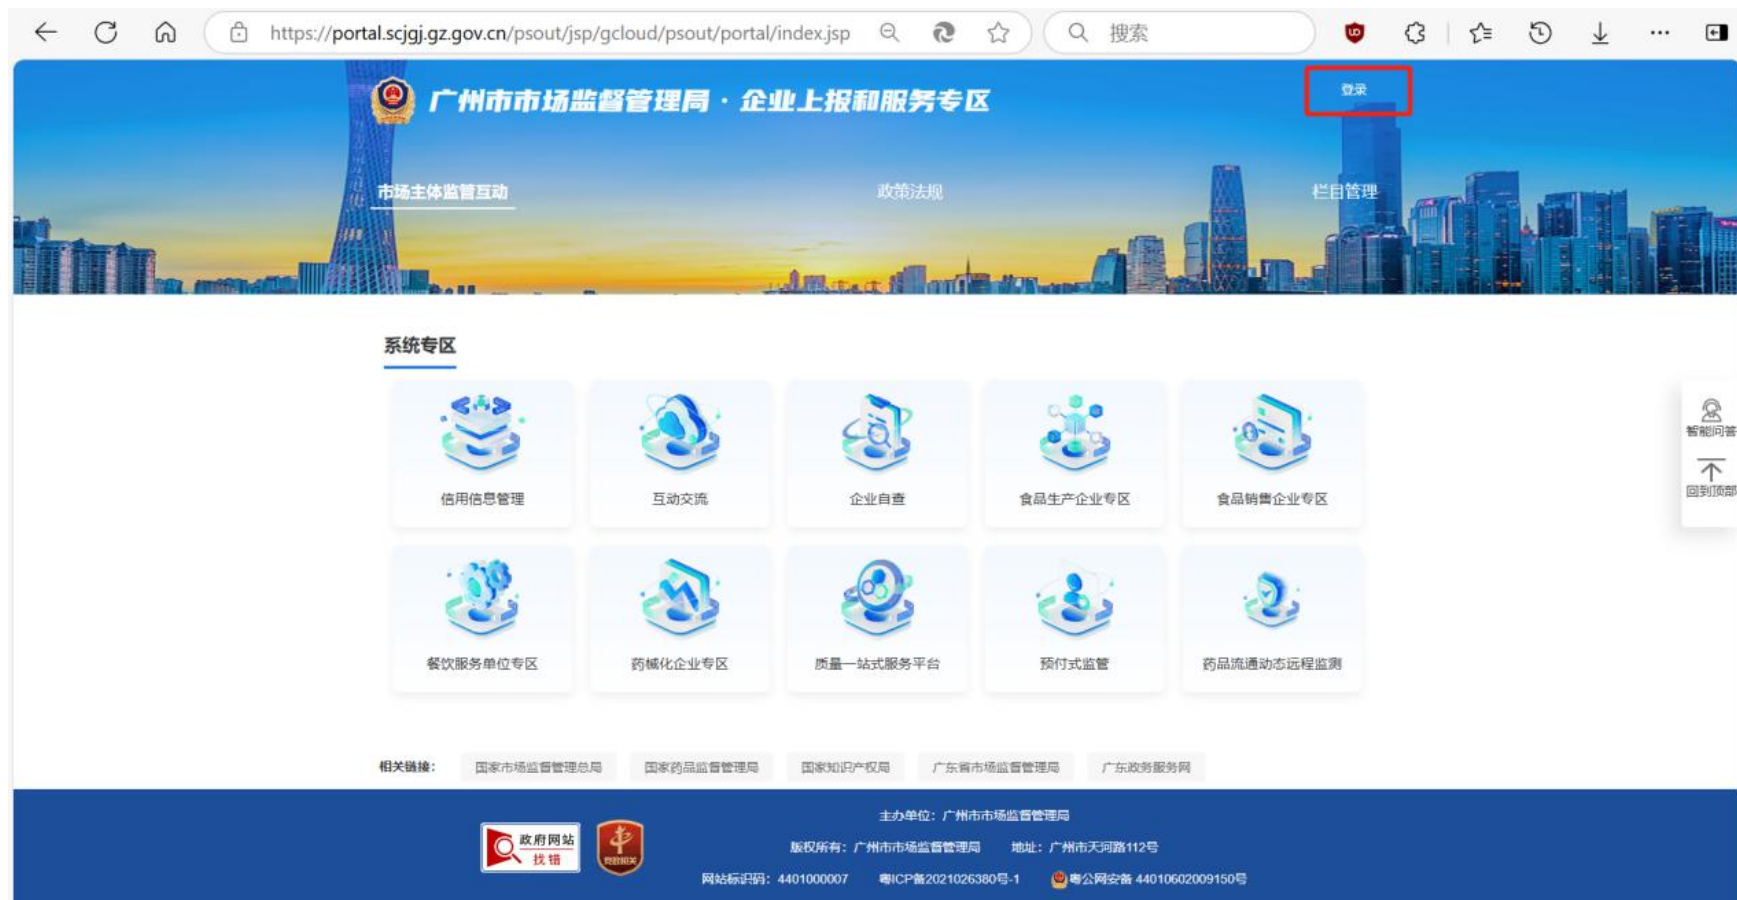 https://portal.scjgj.gz.gov.cn/psout/jsp/gcloud/psout/portal/index.jsp
搜索
广州市市场监督管理局·企业上报和服务专区
登录
市场主体监管互动
政策法规
栏目管理
系统专区
信用信息管理
互动交流
企业自查
食品生产企业专区
食品销售企业专区
智能问答
回到顶部
餐饮服务单位专区
药械化企业专区
质量一站式服务平台
预付式监管
药品流通动态远程监测
相关链接：
国家市场监督管理总局
国家药品监督管理局
国家知识产权局
广东省市场监督管理局
广东政务服务网
政府网站
找错
党政机关
主办单位：广州市市场监督管理局
版权所有：广州市市场监督管理局 地址：广州市天河路112号
网站标识码：4401000007 粤ICP备2021026380号-1 粤公网安备 44010602009150号